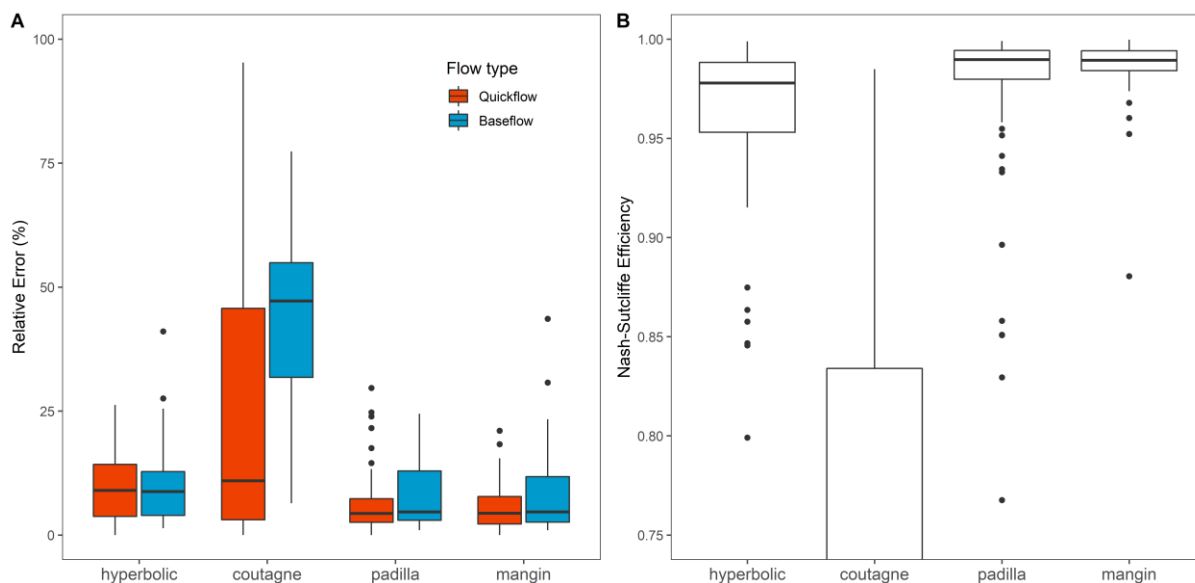 A
Relative Error (%)
100
75
50
25
0
Flow type
Quickflow
Baseflow
hyperbolic coutagne padilla mangin
B
Nash-Sutcliffe Efficiency
1.00
0.95
0.90
0.85
0.80
0.75
hyperbolic coutagne padilla mangin